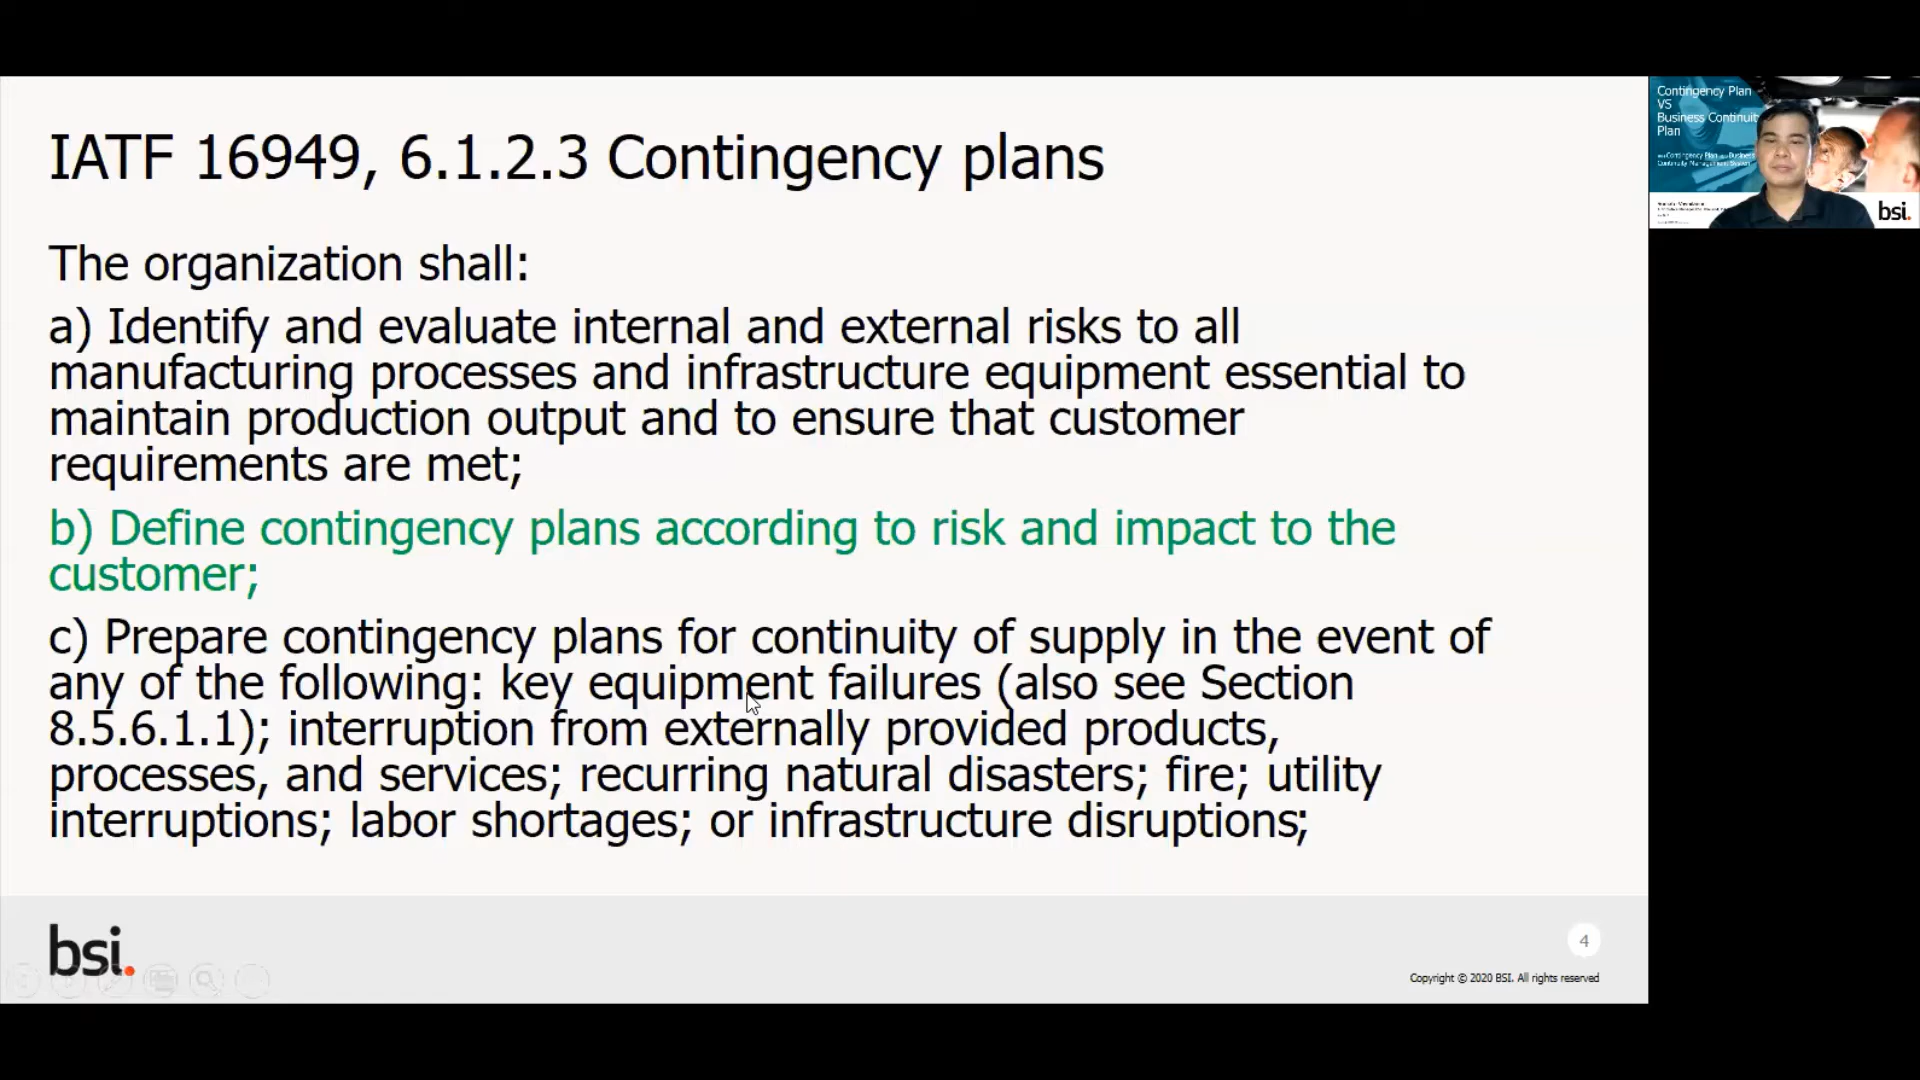 IATF 16949, 6.1.2.3 Contingency plans
The organization shall:
a) Identify and evaluate internal and external risks to all
manufacturing processes and infrastructure equipment essential to
maintain production output and to ensure that customer
requirements are met;
b) Define contingency plans according to risk and impact to the
customer;
c) Prepare contingency plans for continuity of supply in the event of
any of the following: key equipment failures (also see Section
8.5.6.1.1); interruption from externally provided products,
processes, and services; recurring natural disasters; fire; utility
interruptions; labor shortages; or infrastructure disruptions;
bsi.
4
Copyright © 2020 BSI. All rights reserved
Contingency Plan
VS
Business Continuit
Plan
Contingency Plan
Business
Continuity Management
bsi.